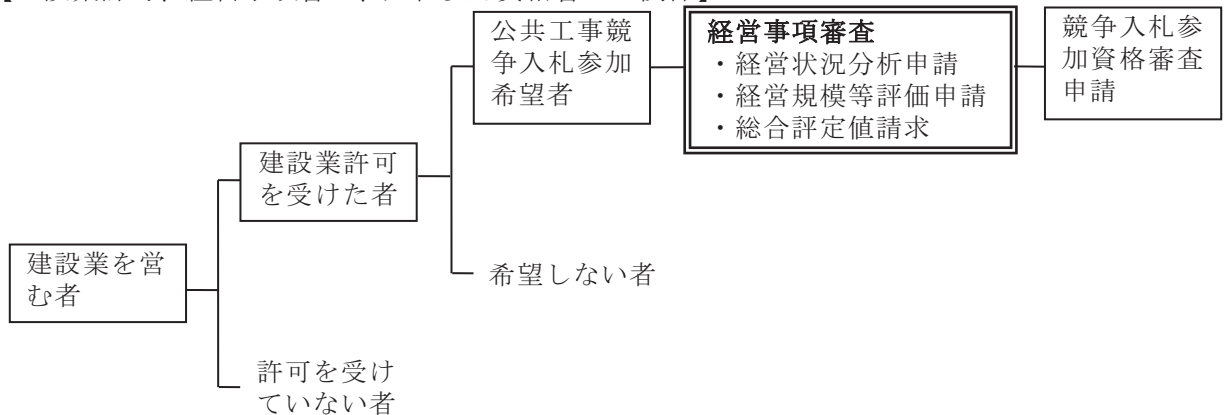 公共工事競
争入札参加
希望者
経営事項審査
・経営状況分析申請
・経営規模等評価申請
・総合評定値請求
競争入札参
加資格審査
申請
建設業許可
を受けた者
建設業を営
む者
希望しない者
許可を受け
ていない者